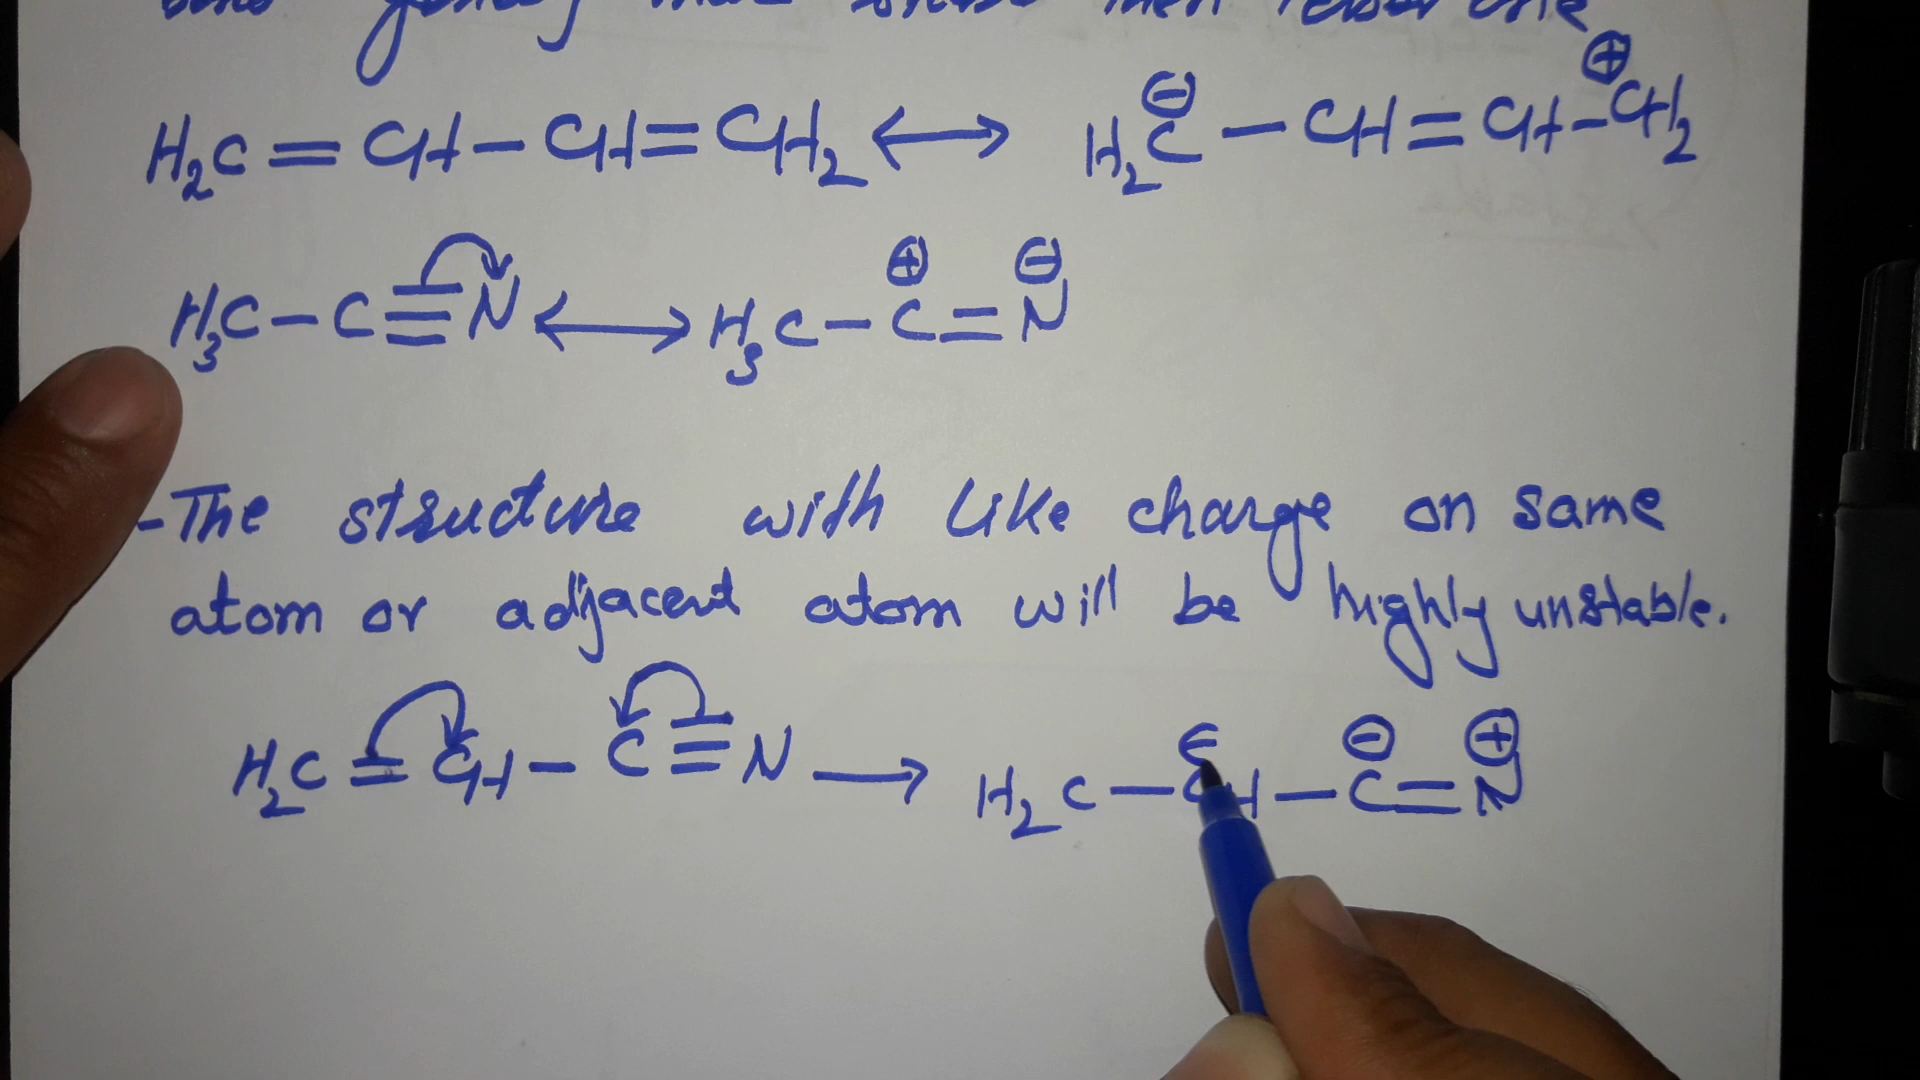 H₂C = CH – CH = CH₂ ⟷ H₂C⊖ – CH = CH – CH₂⊕
H₃C – C ≡ N ⟷ H₃C – C⊕ = N⊖
- The structure with like charge on same
atom or adjacent atom will be highly unstable.
H₂C = CH – C ≡ N ⟶ H₂C – CH – C⊖ = N⊕